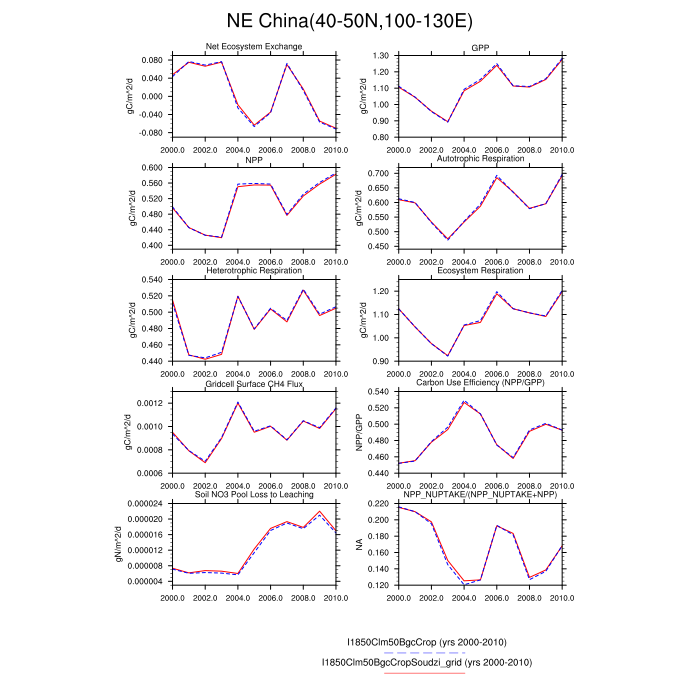 NE China(40-50N,100-130E)
Net Ecosystem Exchange
GPP
gC/m^2/d
0.080
0.040
0.000
-0.040
-0.080
2000.0 2002.0 2004.0 2006.0 2008.0 2010.0
gC/m^2/d
1.30
1.20
1.10
1.00
0.90
0.80
2000.0 2002.0 2004.0 2006.0 2008.0 2010.0
NPP
Autotrophic Respiration
gC/m^2/d
0.600
0.560
0.520
0.480
0.440
0.400
2000.0 2002.0 2004.0 2006.0 2008.0 2010.0
gC/m^2/d
0.700
0.650
0.600
0.550
0.500
0.450
2000.0 2002.0 2004.0 2006.0 2008.0 2010.0
Heterotrophic Respiration
Ecosystem Respiration
gC/m^2/d
0.540
0.520
0.500
0.480
0.460
0.440
2000.0 2002.0 2004.0 2006.0 2008.0 2010.0
gC/m^2/d
1.20
1.10
1.00
0.90
2000.0 2002.0 2004.0 2006.0 2008.0 2010.0
Gridcell Surface CH4 Flux
Carbon Use Efficiency (NPP/GPP)
gC/m^2/d
0.0012
0.0010
0.0008
0.0006
2000.0 2002.0 2004.0 2006.0 2008.0 2010.0
NPP/GPP
0.540
0.520
0.500
0.480
0.460
0.440
2000.0 2002.0 2004.0 2006.0 2008.0 2010.0
Soil NO3 Pool Loss to Leaching
NPP_NUPTAKE/(NPP_NUPTAKE+NPP)
gN/m^2/d
0.000024
0.000020
0.000016
0.000012
0.000008
0.000004
2000.0 2002.0 2004.0 2006.0 2008.0 2010.0
NA
0.220
0.200
0.180
0.160
0.140
0.120
2000.0 2002.0 2004.0 2006.0 2008.0 2010.0
I1850Clm50BgcCrop (yrs 2000-2010)
I1850Clm50BgcCropSoudzi_grid (yrs 2000-2010)